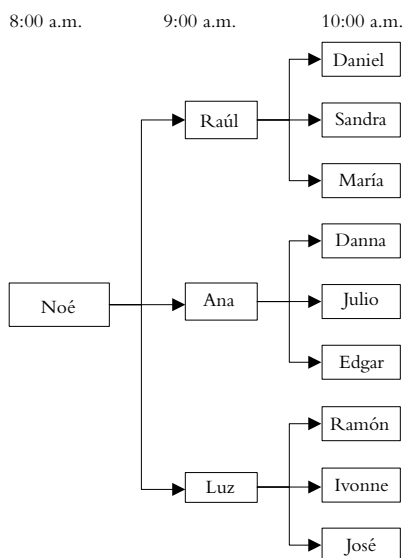 8:00 a.m. 9:00 a.m. 10:00 a.m.
Daniel
Raúl
Sandra
María
Danna
Noé
Ana
Julio
Edgar
Ramón
Luz
Ivonne
José